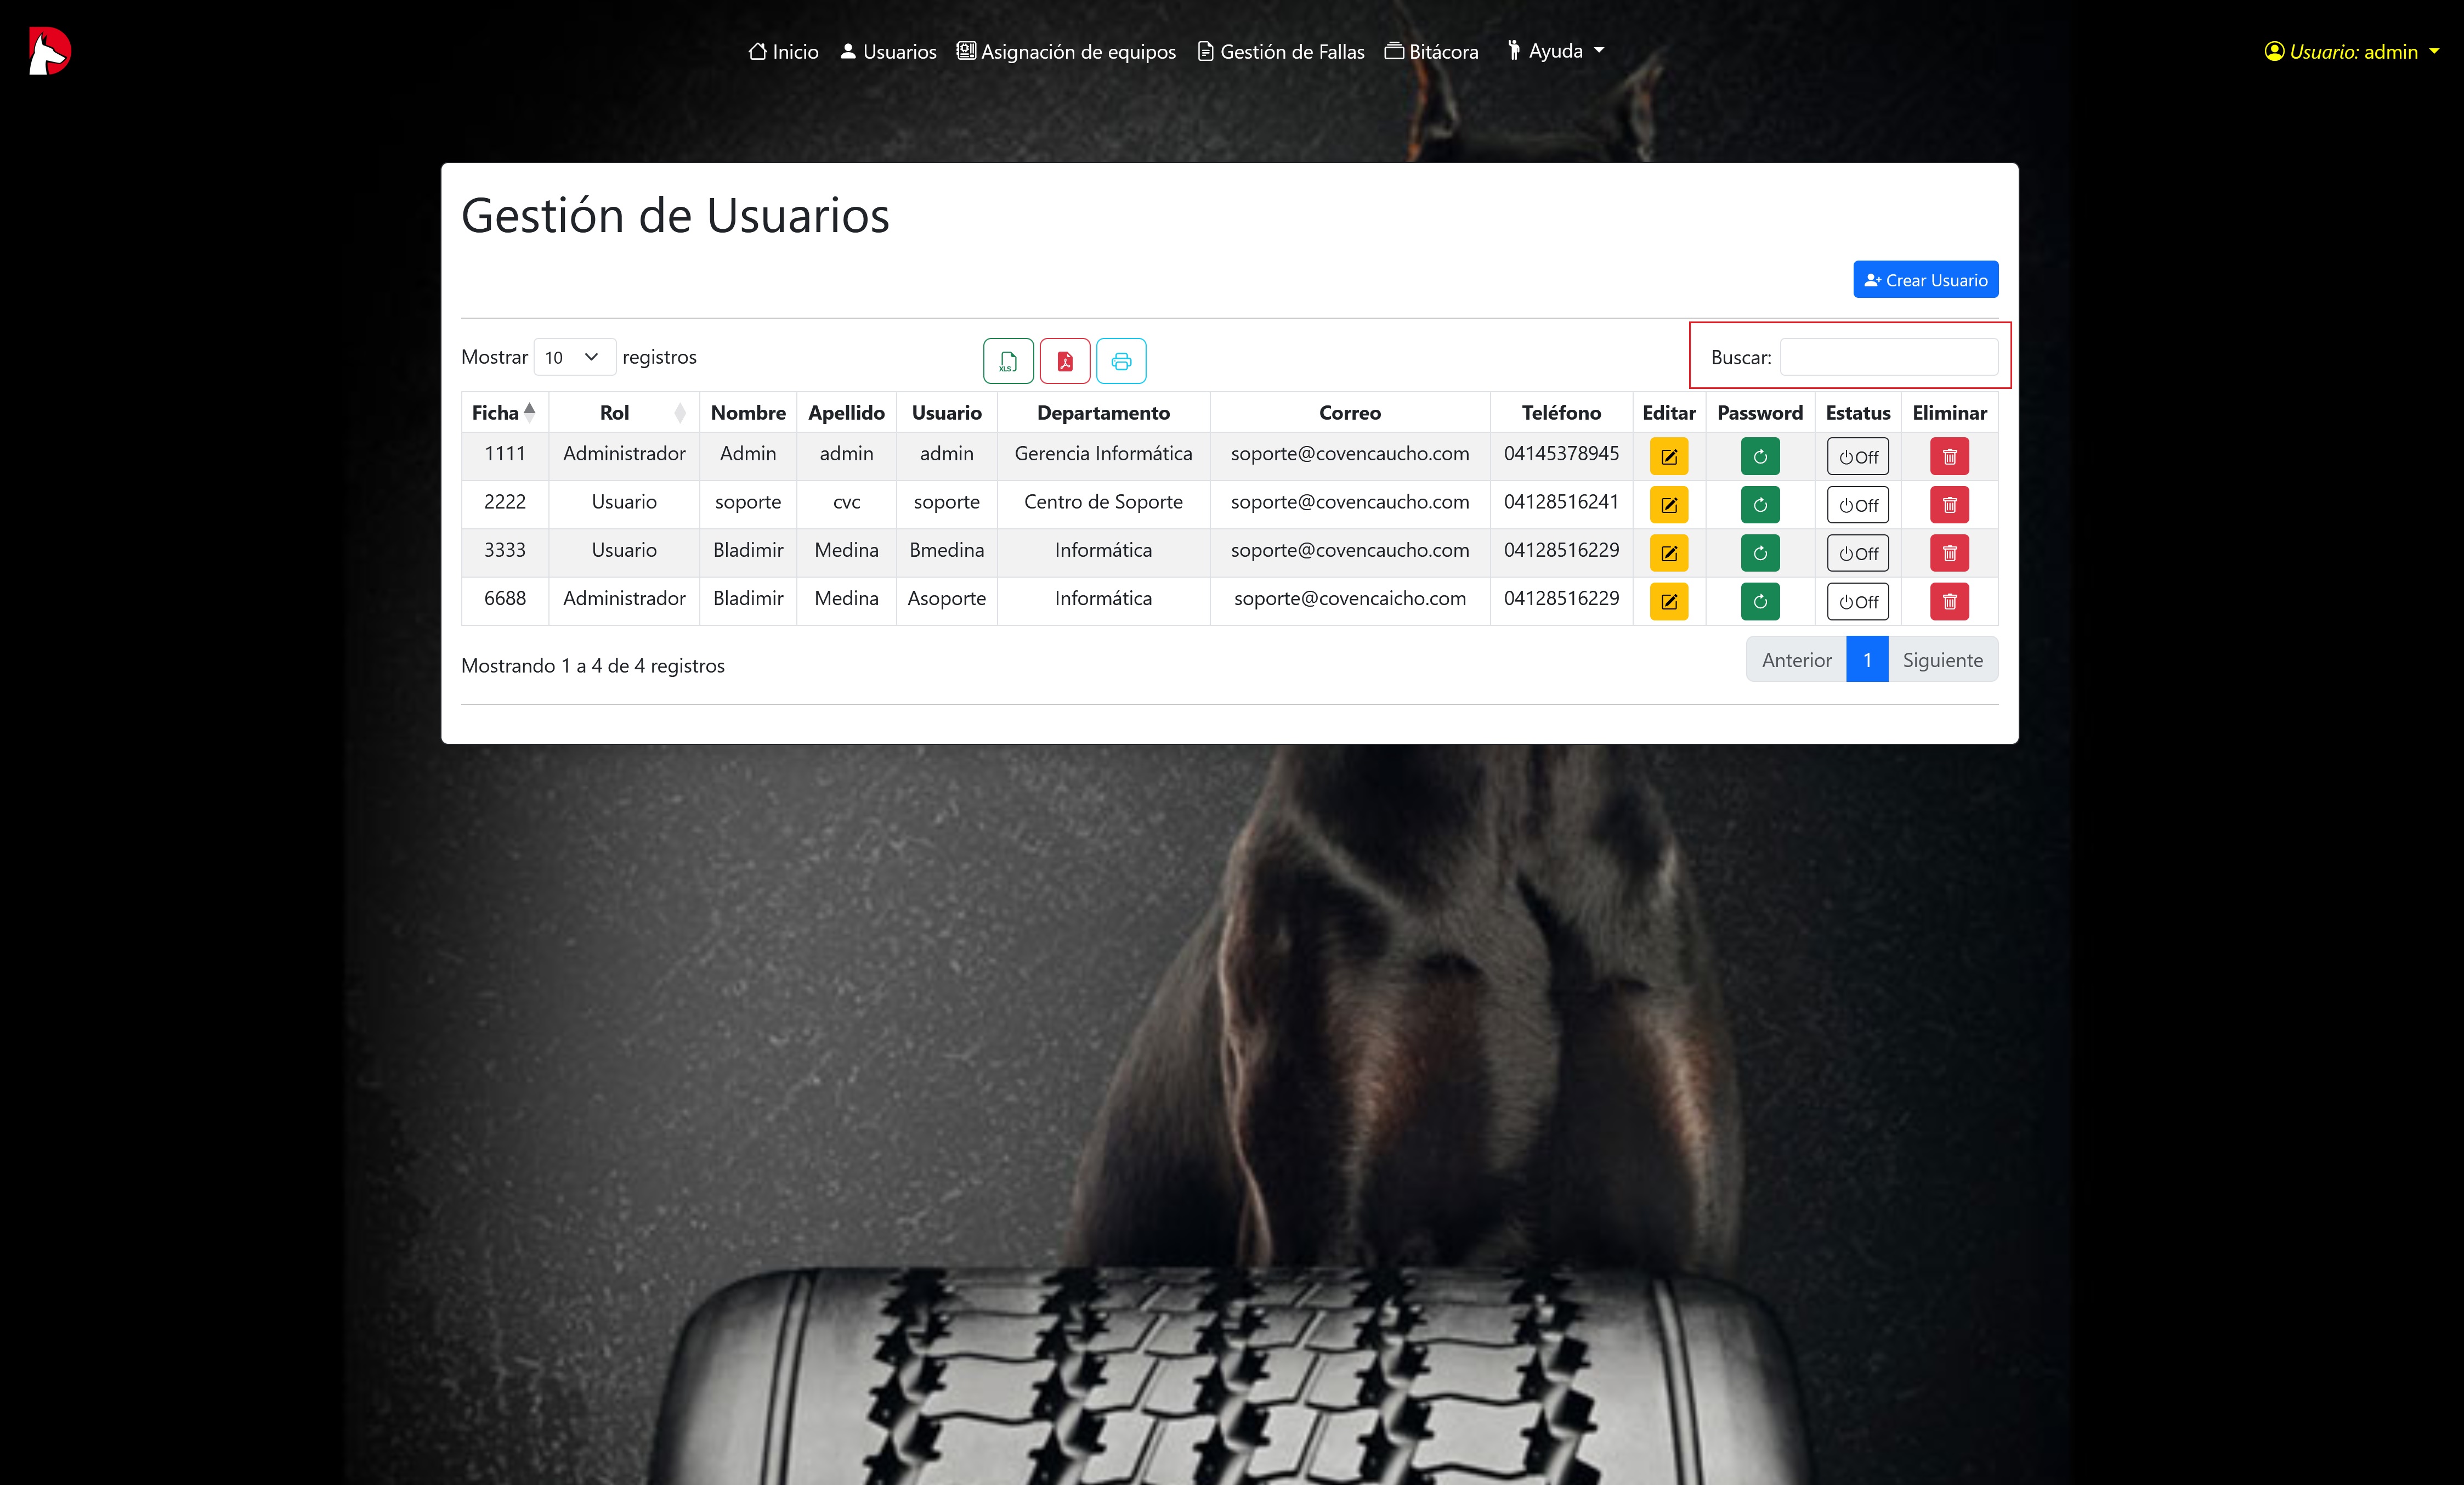 Inicio Usuarios Asignación de equipos Gestión de Fallas Bitácora Ayuda Usuario: admin
Gestión de Usuarios
Crear Usuario
Mostrar 10 registros XLS Buscar:
Ficha Rol Nombre Apellido Usuario Departamento Correo Teléfono Editar Password Estatus Eliminar
1111 Administrador Admin admin admin Gerencia Informática soporte@covencaucho.com 04145378945 Off
2222 Usuario soporte cvc soporte Centro de Soporte soporte@covencaucho.com 04128516241 Off
3333 Usuario Bladimir Medina Bmedina Informática soporte@covencaucho.com 04128516229 Off
6688 Administrador Bladimir Medina Asoporte Informática soporte@covencaicho.com 04128516229 Off
Mostrando 1 a 4 de 4 registros Anterior 1 Siguiente